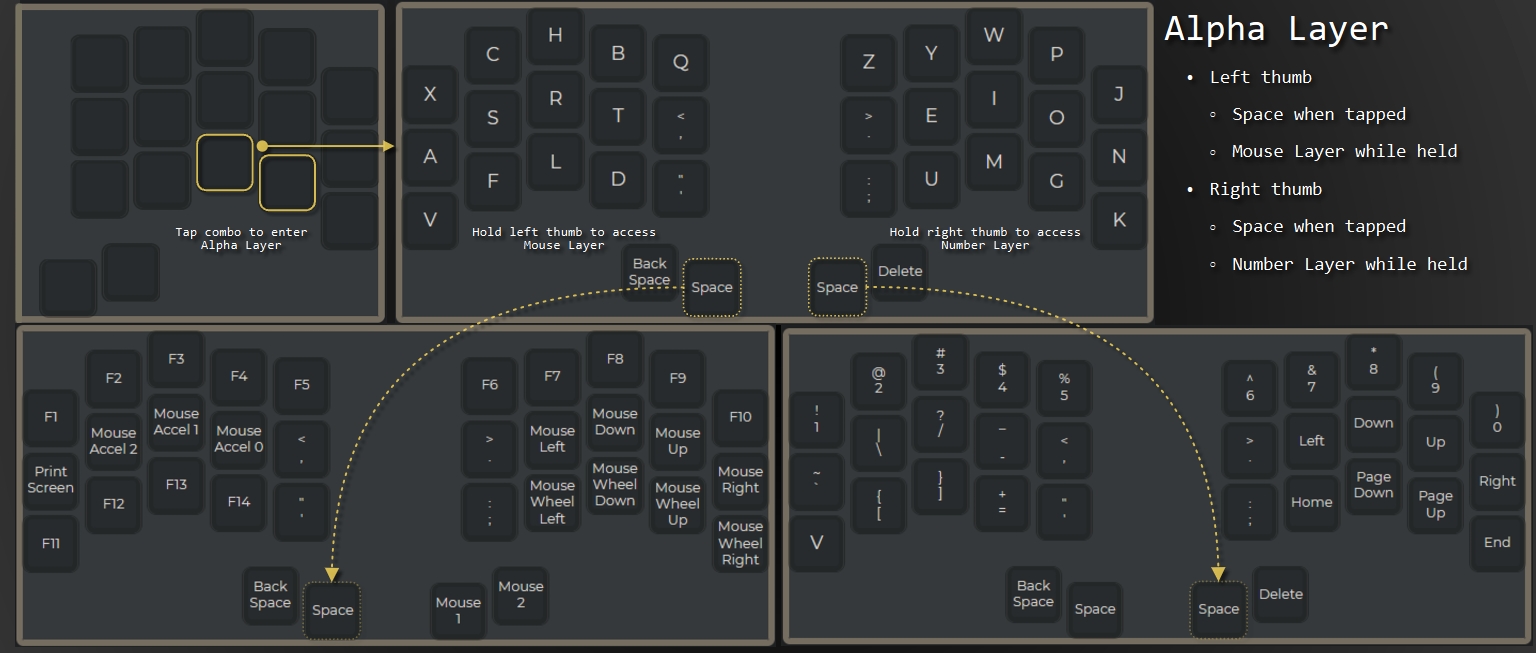 Alpha Layer
• Left thumb
◦ Space when tapped
◦ Mouse Layer while held
• Right thumb
◦ Space when tapped
◦ Number Layer while held
Tap combo to enter
Alpha Layer
X C H B Q Z Y W P J
A S R T < , > . E I O N
V F L D " ' : ; U M G K
Hold left thumb to access
Mouse Layer
Hold right thumb to access
Number Layer
Back
Space
Space
Space
Delete
F1 F2 F3 F4 F5 F6 F7 F8 F9 F10
Print
Screen
Mouse
Accel 2
Mouse
Accel 1
Mouse
Accel 0
<
,
>
.
Mouse
Left
Mouse
Down
Mouse
Up
Mouse
Right
F11 F12 F13 F14
"
'
:
;
Mouse
Wheel
Left
Mouse
Wheel
Down
Mouse
Wheel
Up
Mouse
Wheel
Right
Back
Space
Space
Mouse
1
Mouse
2
! @ # $ % ^ & * ( )
1 2 3 4 5 6 7 8 9 0
~ | ? _ < >
` \ / - , .
Left
Down
Up
Right
V
{ } + " :
[ ] = ' ;
Home
Page
Down
Page
Up
End
Back
Space
Space
Space
Delete